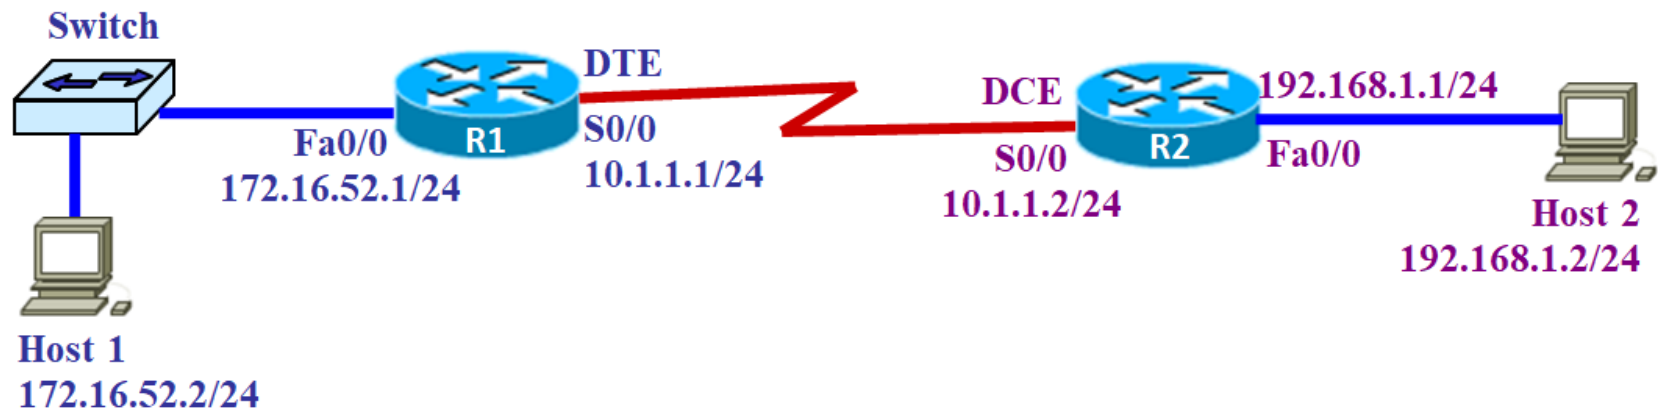 Switch
DTE
R1
Fa0/0
172.16.52.1/24
S0/0
10.1.1.1/24
DCE
R2
S0/0
10.1.1.2/24
192.168.1.1/24
Fa0/0
Host 2
192.168.1.2/24
Host 1
172.16.52.2/24